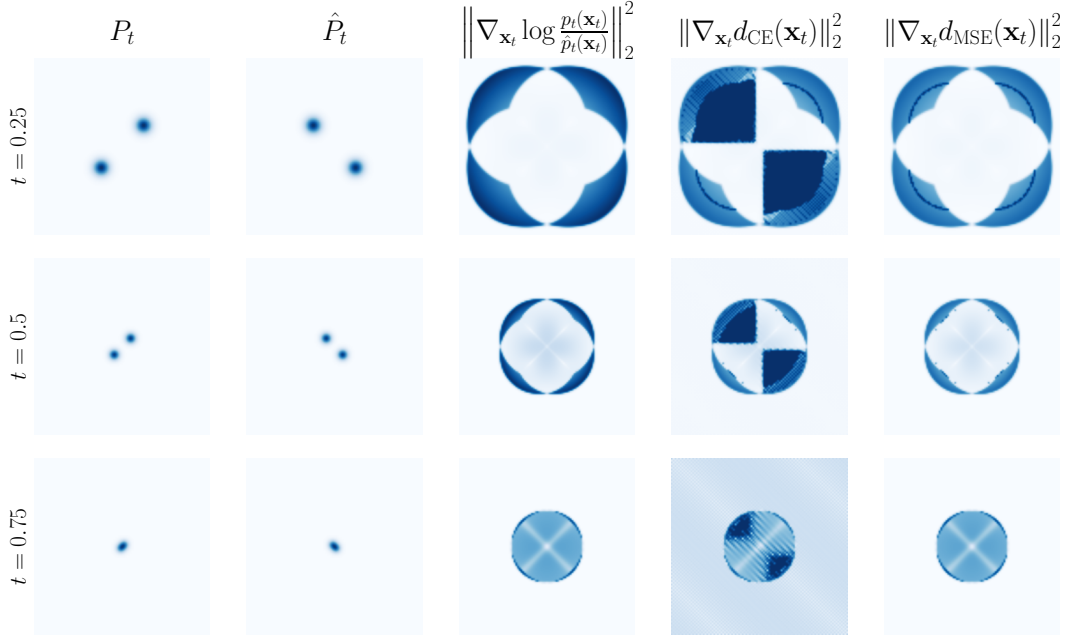 $P_t$ $\hat{P}_t$ $\left\|\nabla_{\mathbf{x}_t} \log \frac{p_t(\mathbf{x}_t)}{\hat{p}_t(\mathbf{x}_t)}\right\|_2^2$ $\|\nabla_{\mathbf{x}_t} d_{\mathrm{CE}}(\mathbf{x}_t)\|_2^2$ $\|\nabla_{\mathbf{x}_t} d_{\mathrm{MSE}}(\mathbf{x}_t)\|_2^2$
$t = 0.25$
$t = 0.5$
$t = 0.75$